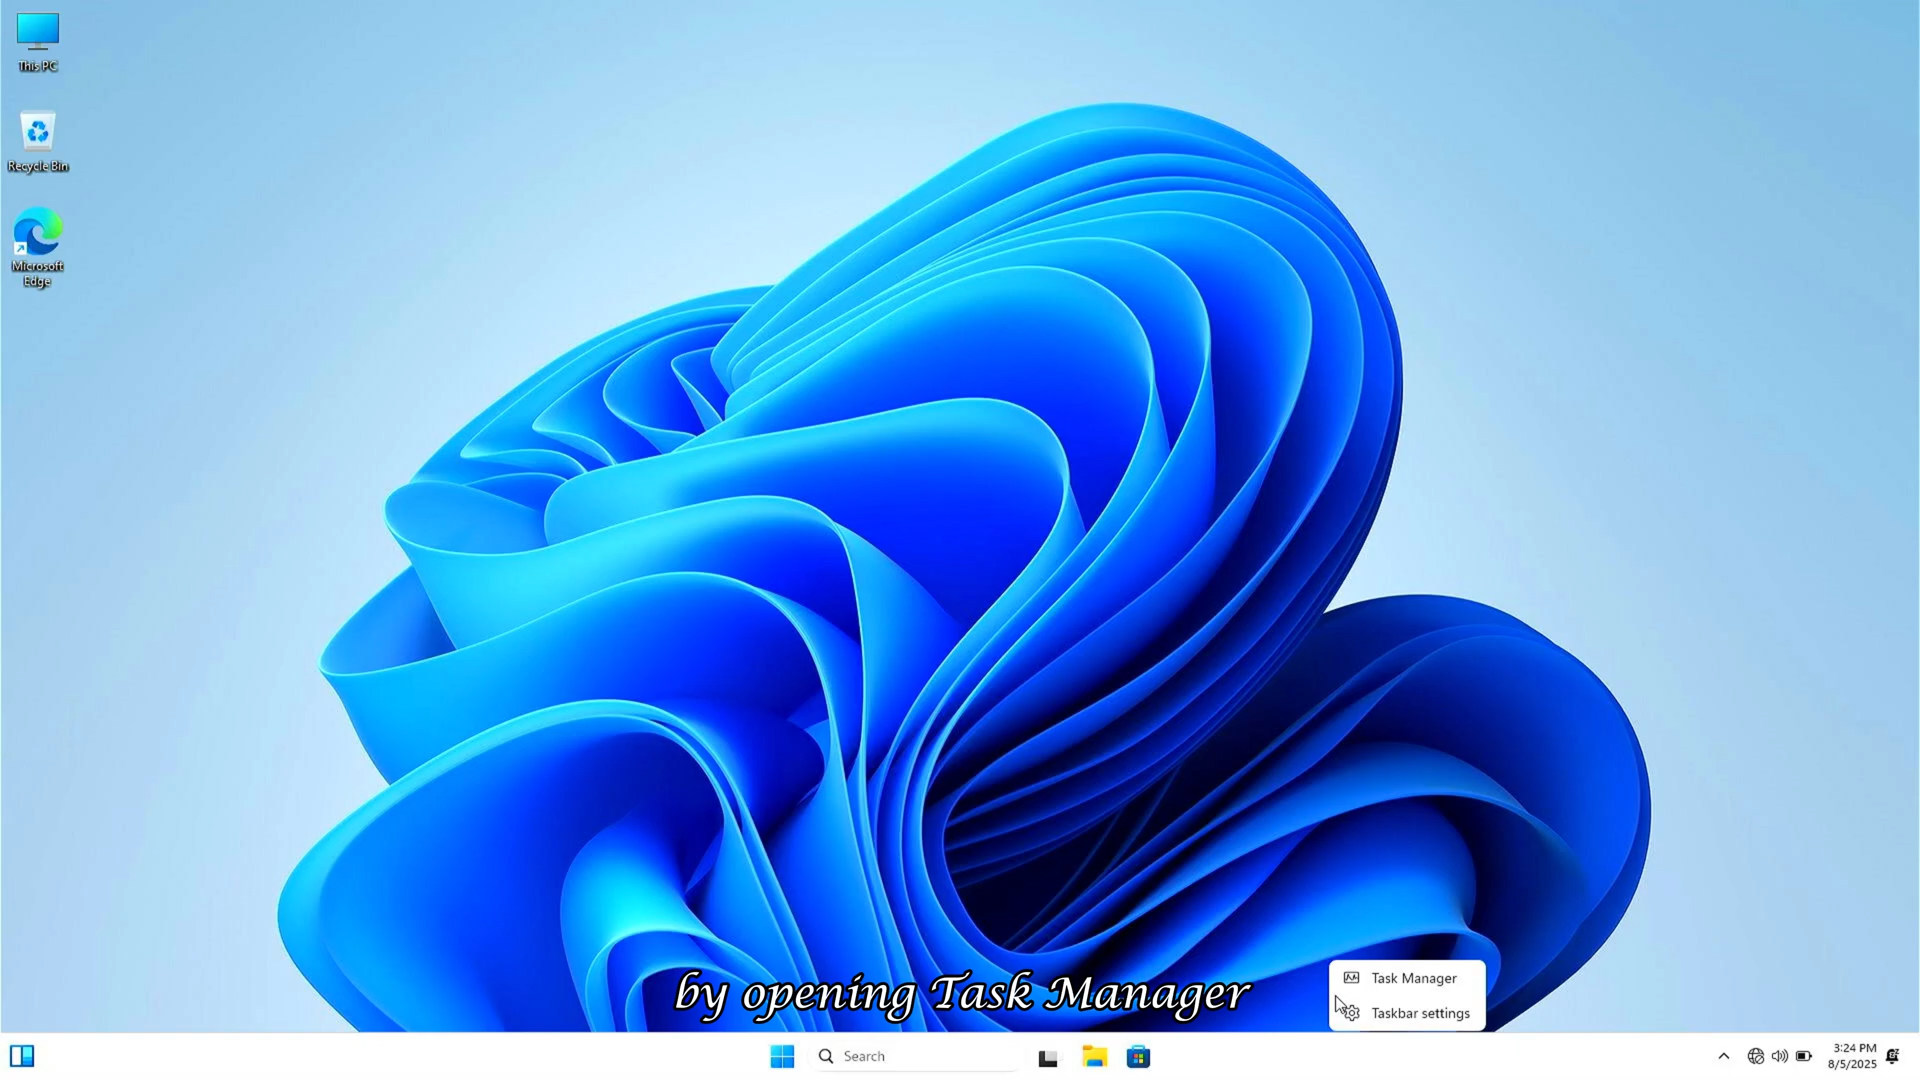 This PC
Recycle Bin
Microsoft
Edge
by opening Task Manager
Task Manager
Taskbar settings
Search
3:24 PM
8/5/2025